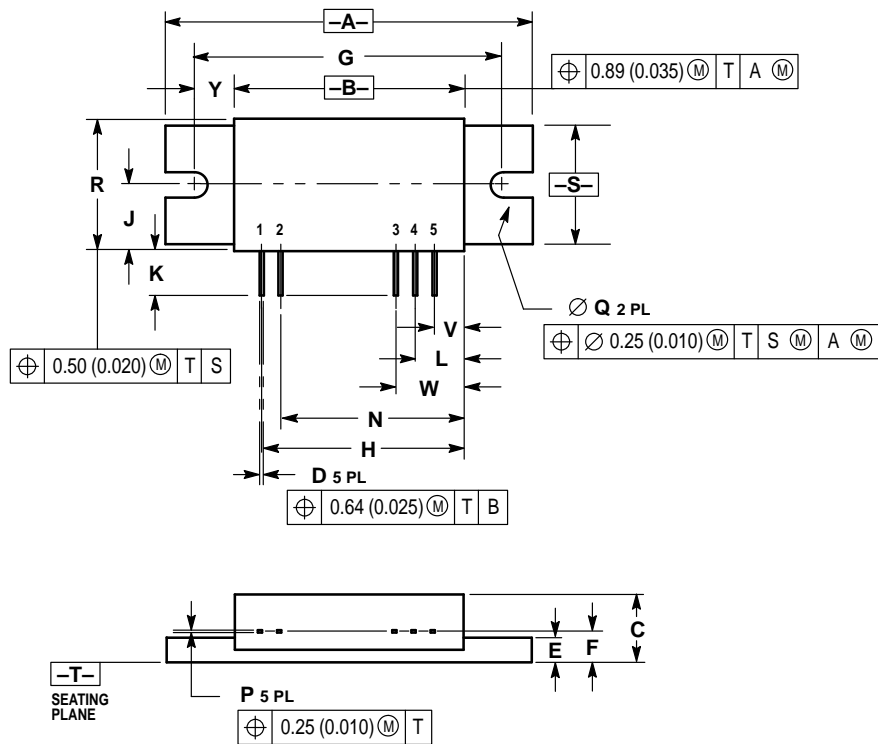 –A–
G
Y
–B–
⌖ 0.89 (0.035) Ⓜ T A Ⓜ
R
J
–S–
1 2 3 4 5
K
V
∅ Q 2 PL
⌖ ∅ 0.25 (0.010) Ⓜ T S Ⓜ A Ⓜ
L
⌖ 0.50 (0.020) Ⓜ T S
W
N
H
D 5 PL
⌖ 0.64 (0.025) Ⓜ T B
C
E
F
–T–
SEATING
PLANE
P 5 PL
⌖ 0.25 (0.010) Ⓜ T